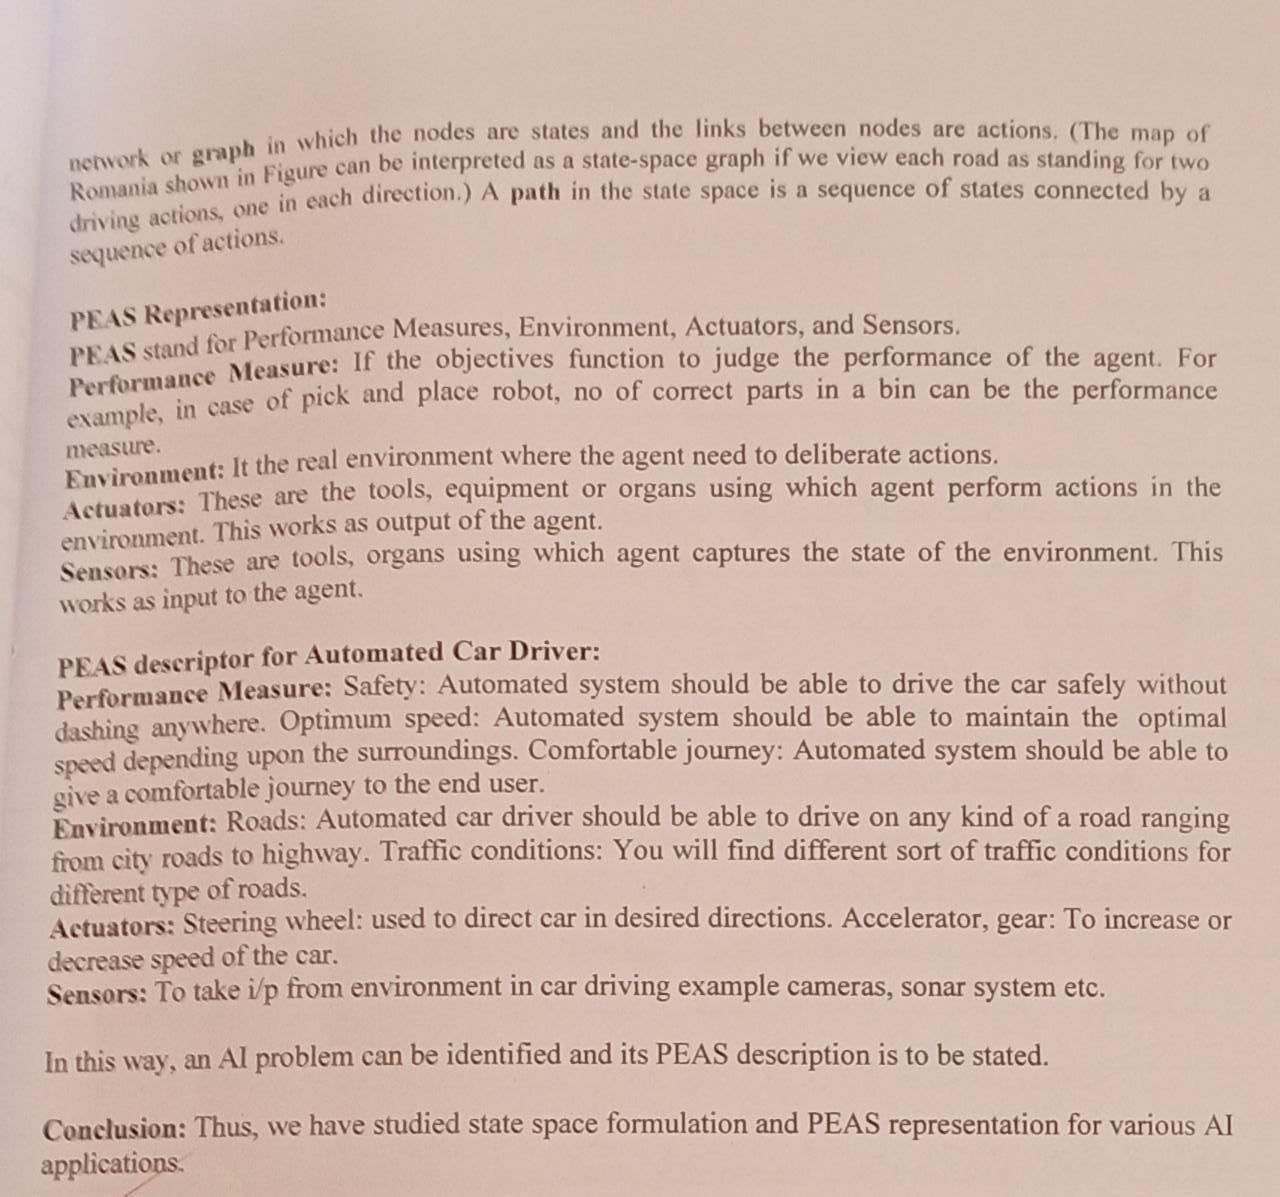 network or graph in which the nodes are states and the links between nodes are actions. (The map of
Romania shown in Figure can be interpreted as a state-space graph if we view each road as standing for two
driving actions, one in each direction.) A path in the state space is a sequence of states connected by a
sequence of actions.
PEAS Representation:
PEAS stand for Performance Measures, Environment, Actuators, and Sensors.
Performance Measure: If the objectives function to judge the performance of the agent. For
example, in case of pick and place robot, no of correct parts in a bin can be the performance
measure.
Environment: It the real environment where the agent need to deliberate actions.
Actuators: These are the tools, equipment or organs using which agent perform actions in the
environment. This works as output of the agent.
Sensors: These are tools, organs using which agent captures the state of the environment. This
works as input to the agent.
PEAS descriptor for Automated Car Driver:
Performance Measure: Safety: Automated system should be able to drive the car safely without
dashing anywhere. Optimum speed: Automated system should be able to maintain the optimal
speed depending upon the surroundings. Comfortable journey: Automated system should be able to
give a comfortable journey to the end user.
Environment: Roads: Automated car driver should be able to drive on any kind of a road ranging
from city roads to highway. Traffic conditions: You will find different sort of traffic conditions for
different type of roads.
Actuators: Steering wheel: used to direct car in desired directions. Accelerator, gear: To increase or
decrease speed of the car.
Sensors: To take i/p from environment in car driving example cameras, sonar system etc.
In this way, an AI problem can be identified and its PEAS description is to be stated.
Conclusion: Thus, we have studied state space formulation and PEAS representation for various AI
applications.